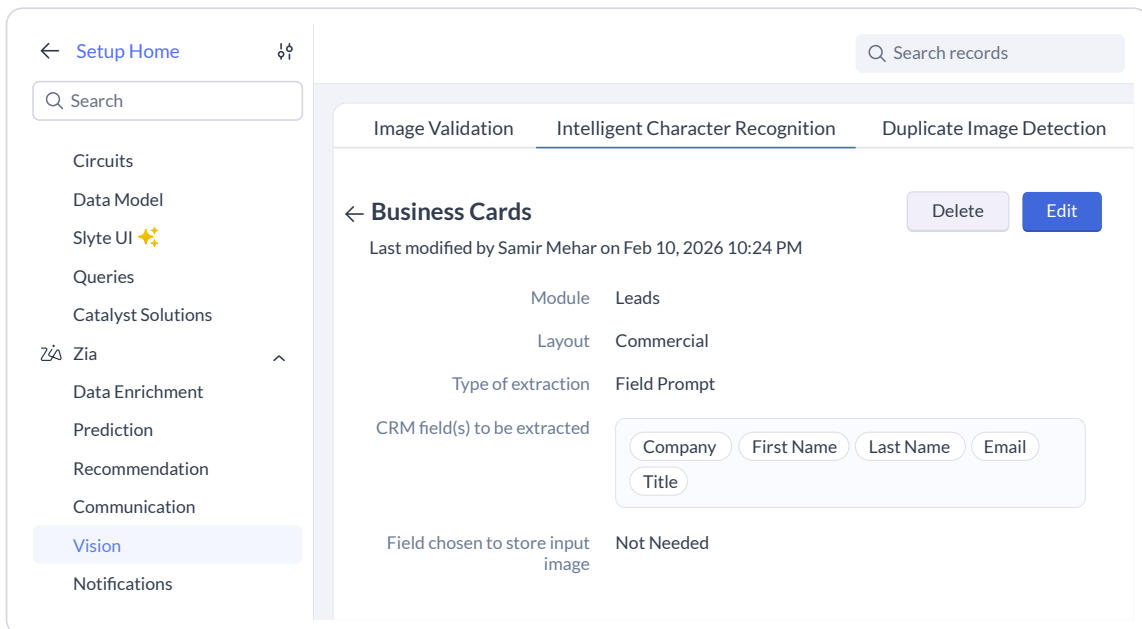 Setup Home
Search
Circuits
Data Model
Slyte UI
Queries
Catalyst Solutions
Zia
Data Enrichment
Prediction
Recommendation
Communication
Vision
Notifications
Search records
Image Validation Intelligent Character Recognition Duplicate Image Detection
Business Cards
Delete Edit
Last modified by Samir Mehar on Feb 10, 2026 10:24 PM
Module Leads
Layout Commercial
Type of extraction Field Prompt
CRM field(s) to be extracted
Company First Name Last Name Email
Title
Field chosen to store input Not Needed
image